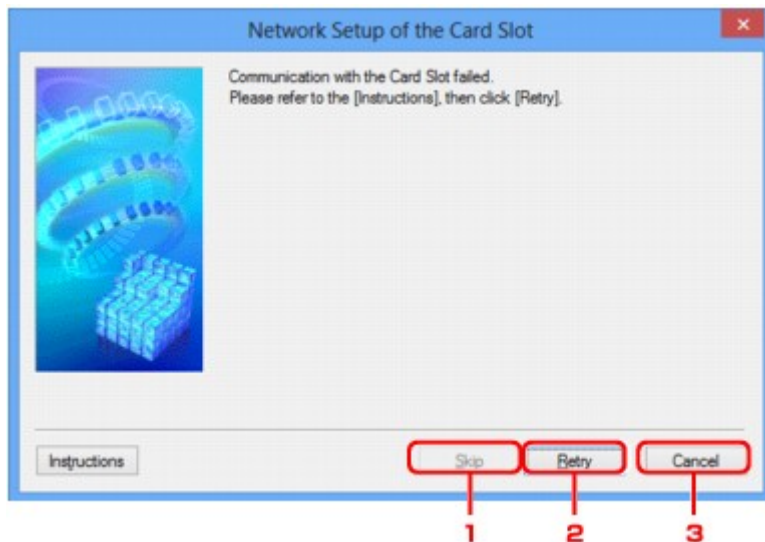 Network Setup of the Card Slot
Communication with the Card Slot failed.
Please refer to the [Instructions], then click [Retry].
Instructions
Skip
Retry
Cancel
1
2
3